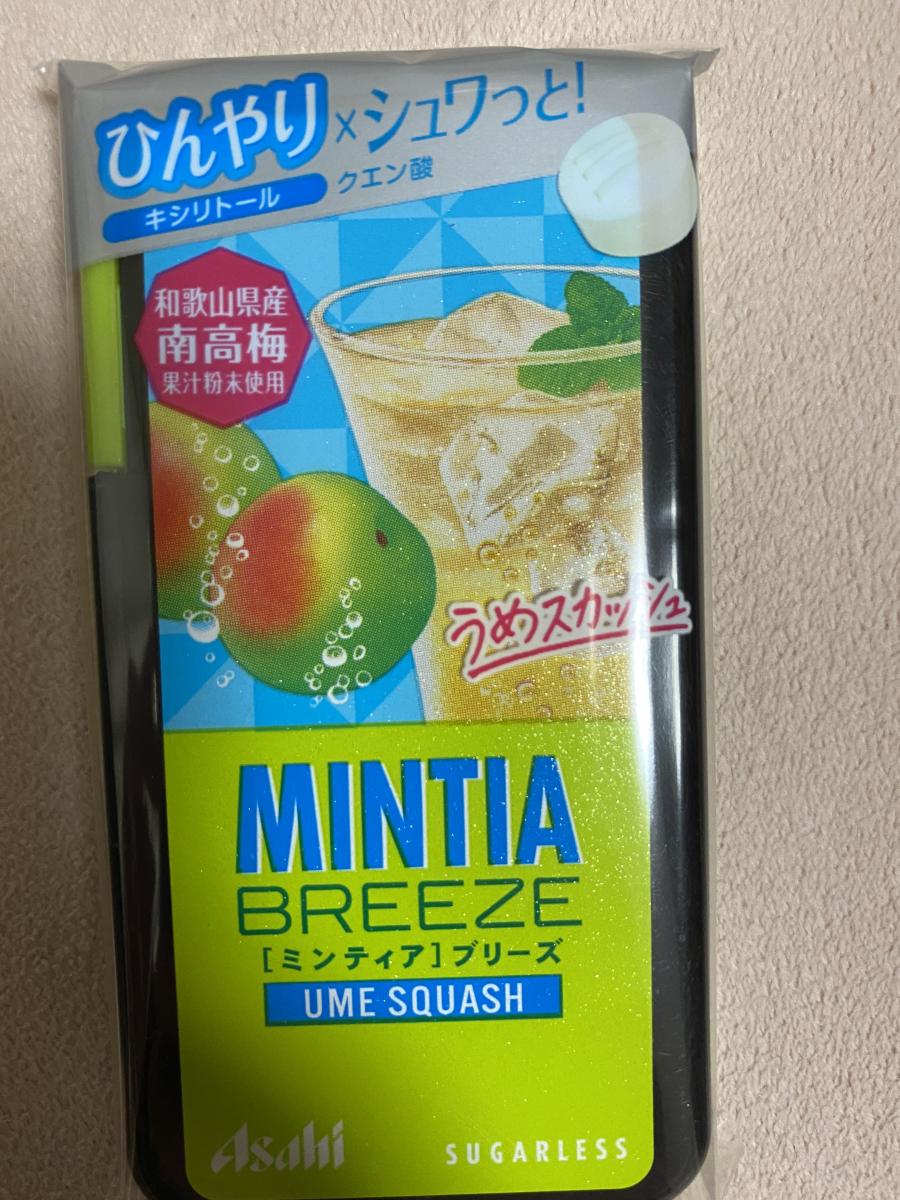 ひんやり×シュワっと!
キシリトール クエン酸
和歌山県産
南高梅
果汁粉末使用
うめスカッシュ
MINTIA
BREEZE
[ミンティア]ブリーズ
UME SQUASH
Asahi SUGARLESS